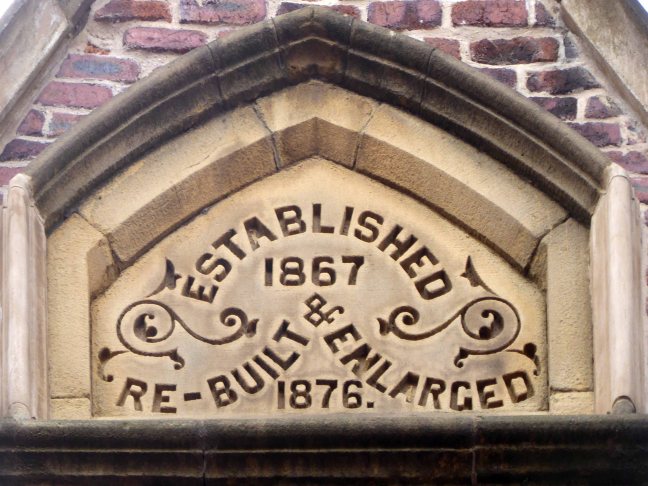 ESTABLISHED
1867
&
RE-BUILT ENLARGED
1876.